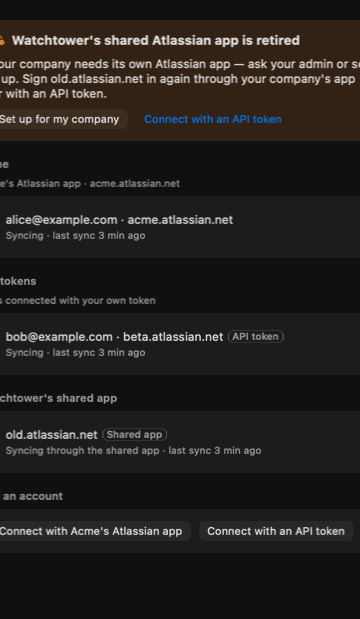 Watchtower's shared Atlassian app is retired
our company needs its own Atlassian app — ask your admin or se
up. Sign old.atlassian.net in again through your company's app
r with an API token.
Set up for my company Connect with an API token
ne
e's Atlassian app · acme.atlassian.net
alice@example.com · acme.atlassian.net
Syncing · last sync 3 min ago
tokens
s connected with your own token
bob@example.com · beta.atlassian.net API token
Syncing · last sync 3 min ago
chtower's shared app
old.atlassian.net Shared app
Syncing through the shared app · last sync 3 min ago
an account
Connect with Acme's Atlassian app Connect with an API token